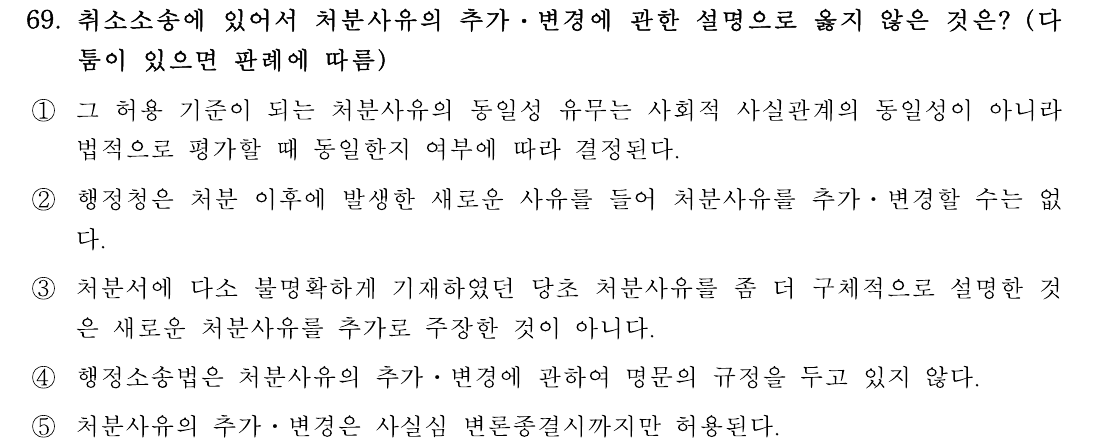 69. 취소소송에 있어서 처분사유의 추가·변경에 관한 설명으로 옳지 않은 것은? (다
툼이 있으면 판례에 따름)
① 그 허용 기준이 되는 처분사유의 동일성 유무는 사회적 사실관계의 동일성이 아니라
법적으로 평가할 때 동일한지 여부에 따라 결정된다.
② 행정청은 처분 이후에 발생한 새로운 사유를 들어 처분사유를 추가·변경할 수는 없
다.
③ 처분서에 다소 불명확하게 기재하였던 당초 처분사유를 좀 더 구체적으로 설명한 것
은 새로운 처분사유를 추가로 주장한 것이 아니다.
④ 행정소송법은 처분사유의 추가·변경에 관하여 명문의 규정을 두고 있지 않다.
⑤ 처분사유의 추가·변경은 사실심 변론종결시까지만 허용된다.